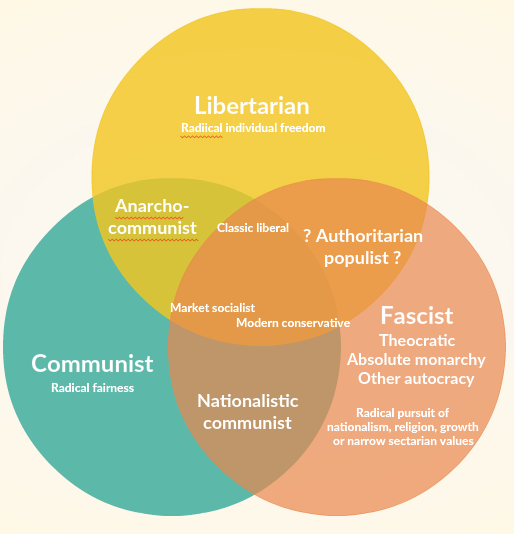 Libertarian
Radiical individual freedom
Anarcho-
communist
Classic liberal
? Authoritarian
populist ?
Market socialist
Modern conservative
Fascist
Theocratic
Absolute monarchy
Other autocracy
Radical pursuit of
nationalism, religion, growth
or narrow sectarian values
Communist
Radical fairness
Nationalistic
communist